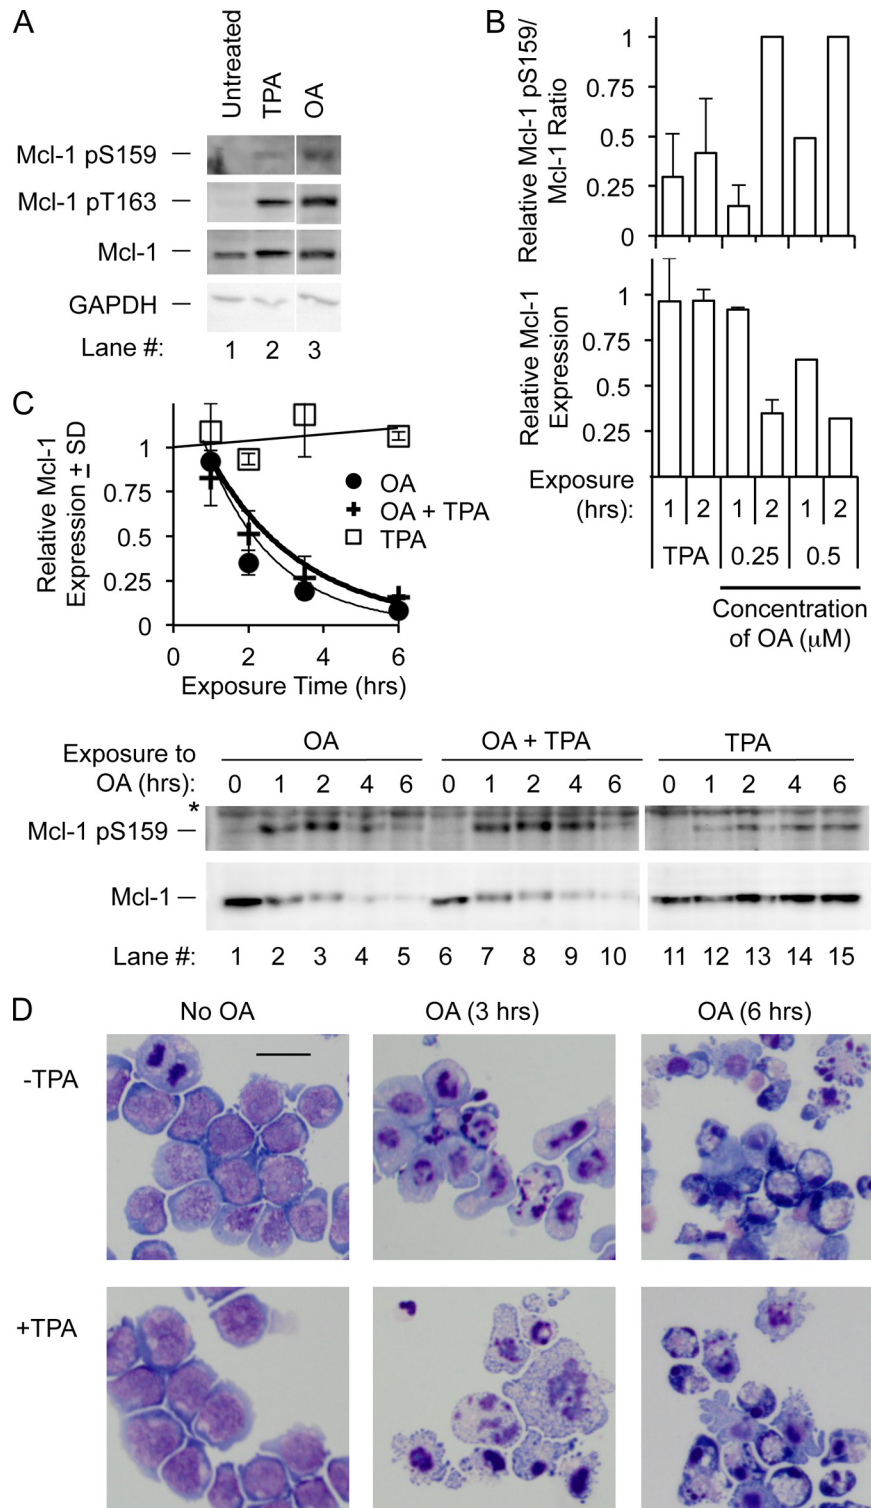 A
Untreated
TPA
OA
Mcl-1 pS159
Mcl-1 pT163
Mcl-1
GAPDH
Lane #: 1 2 3
B
Relative Mcl-1 pS159/
Mcl-1 Ratio
1
0.75
0.5
0.25
0
Relative Mcl-1
Expression
1
0.75
0.5
0.25
Exposure
(hrs): 1 2 1 2 1 2
TPA 0.25 0.5
Concentration
of OA (µM)
C
Relative Mcl-1
Expression ± SD
1
0.75
0.5
0.25
0
OA
OA + TPA
TPA
0 2 4 6
Exposure Time (hrs)
OA OA + TPA TPA
Exposure to
OA (hrs): 0 1 2 4 6 0 1 2 4 6 0 1 2 4 6
*
Mcl-1 pS159
Mcl-1
Lane #: 1 2 3 4 5 6 7 8 9 10 11 12 13 14 15
D
No OA OA (3 hrs) OA (6 hrs)
-TPA
+TPA